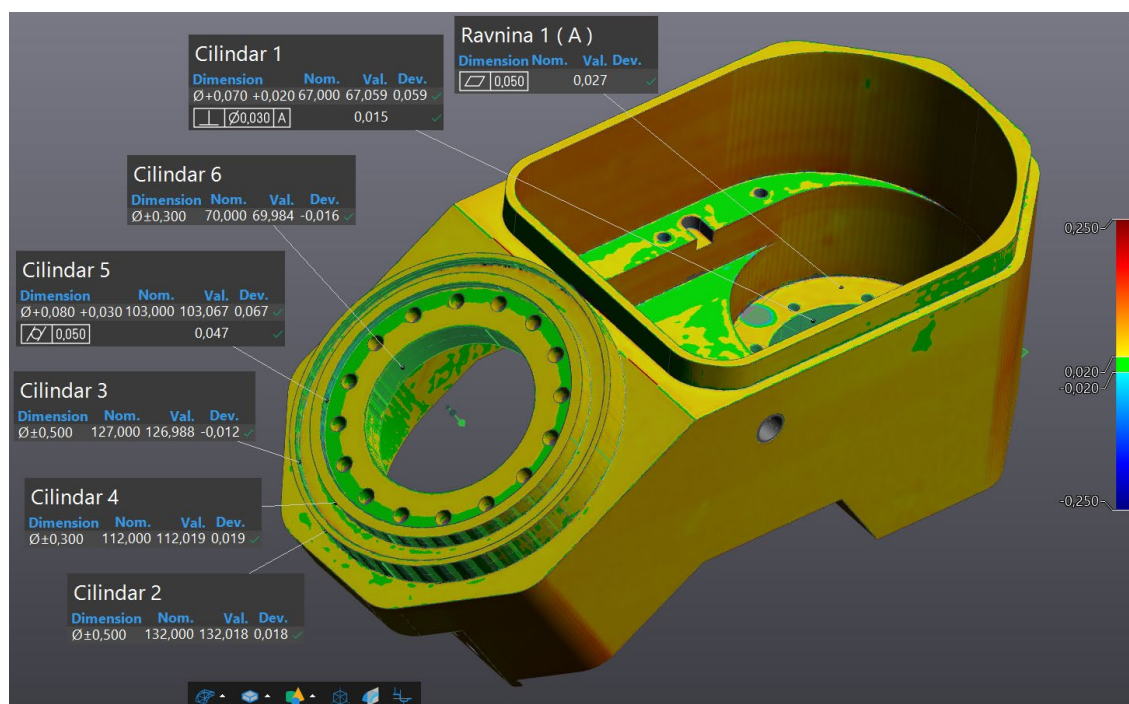 Cilindar 1
Dimension Nom. Val. Dev.
Ø+0,070 +0,020 67,000 67,059 0,059 ✓
⊥ Ø0,030 A 0,015 ✓
Ravnina 1 ( A )
Dimension Nom. Val. Dev.
⏥ 0,050 0,027 ✓
Cilindar 6
Dimension Nom. Val. Dev.
Ø±0,300 70,000 69,984 -0,016 ✓
Cilindar 5
Dimension Nom. Val. Dev.
Ø+0,080 +0,030 103,000 103,067 0,067 ✓
⌭ 0,050 0,047 ✓
Cilindar 3
Dimension Nom. Val. Dev.
Ø±0,500 127,000 126,988 -0,012 ✓
Cilindar 4
Dimension Nom. Val. Dev.
Ø±0,300 112,000 112,019 0,019 ✓
Cilindar 2
Dimension Nom. Val. Dev.
Ø±0,500 132,000 132,018 0,018 ✓
0,250
0,020
-0,020
-0,250